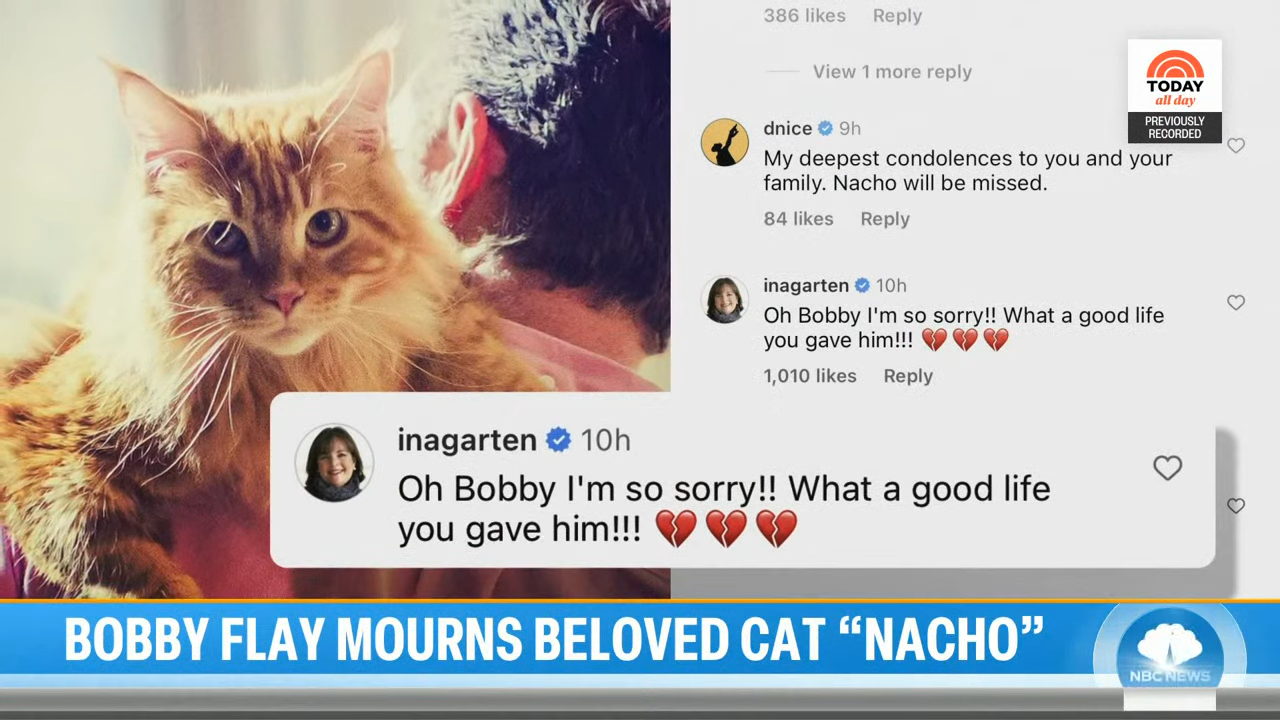 386 likes Reply
View 1 more reply
TODAY
all day
PREVIOUSLY
RECORDED
dnice 9h
My deepest condolences to you and your
family. Nacho will be missed.
84 likes Reply
inagarten 10h
Oh Bobby I'm so sorry!! What a good life
you gave him!!! 💔💔💔
1,010 likes Reply
inagarten 10h
Oh Bobby I'm so sorry!! What a good life
you gave him!!! 💔💔💔
BOBBY FLAY MOURNS BELOVED CAT “NACHO”
NBC NEWS